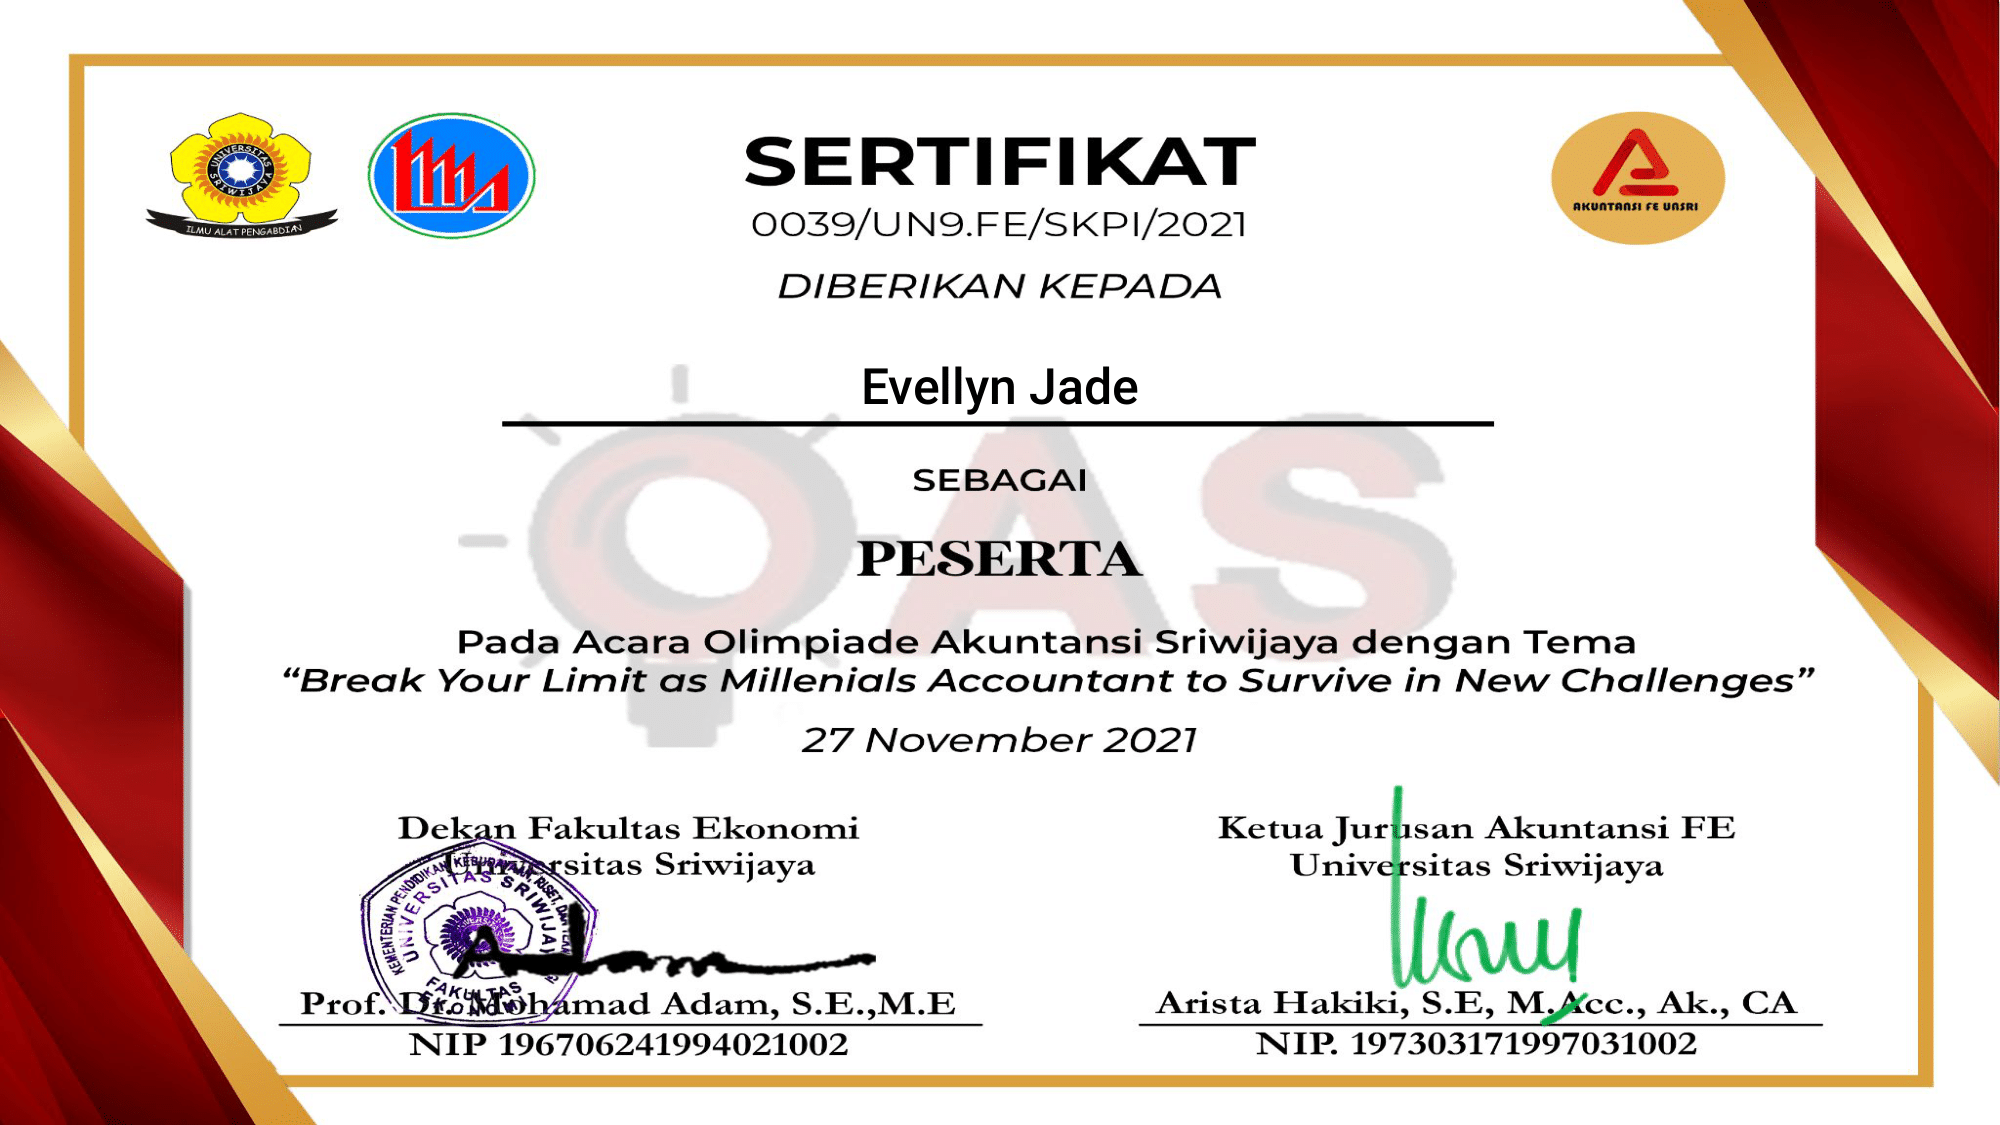 UNIVERSITAS SRIWIJAYA
ILMU ALAT PENGABDIAN
AKUNTANSI FE UNSRI
SERTIFIKAT
0039/UN9.FE/SKPI/2021
DIBERIKAN KEPADA
Evellyn Jade
SEBAGAI
PESERTA
OAS
Pada Acara Olimpiade Akuntansi Sriwijaya dengan Tema
“Break Your Limit as Millenials Accountant to Survive in New Challenges”
27 November 2021
Dekan Fakultas Ekonomi
Universitas Sriwijaya
KEMENTERIAN PENDIDIKAN, KEBUDAYAAN, RISET, DAN
UNIVERSITAS SRIWIJAYA
FAKULTAS
EKONOMI
Prof. Dr. Mohamad Adam, S.E.,M.E
NIP 196706241994021002
Ketua Jurusan Akuntansi FE
Universitas Sriwijaya
Arista Hakiki, S.E, M.Acc., Ak., CA
NIP. 197303171997031002